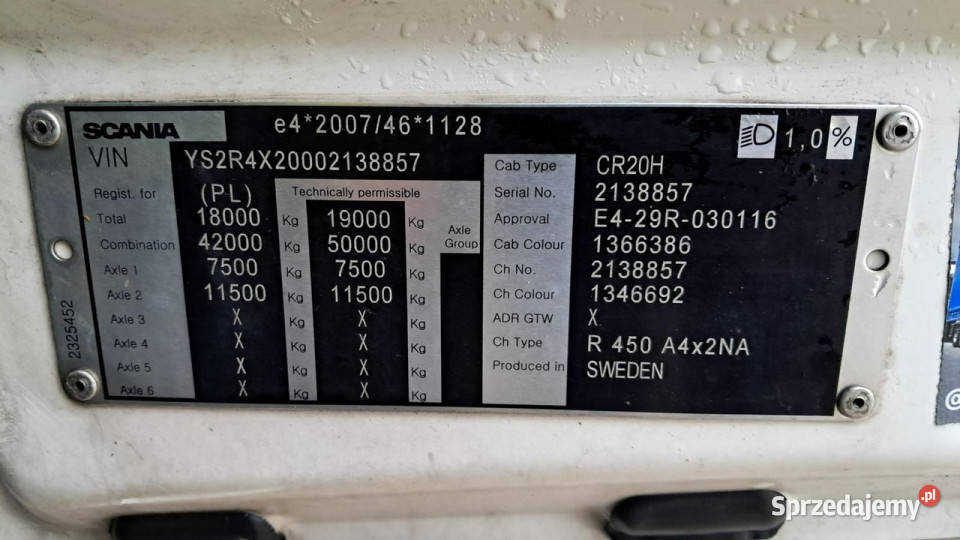 SCANIA e4*2007/46*1128 1,0%
VIN YS2R4X20002138857
Regist. for (PL) Technically permissible
Total 18000 Kg 19000 Kg
Combination 42000 Kg 50000 Kg Axle Group
Axle 1 7500 Kg 7500 Kg
Axle 2 11500 Kg 11500 Kg
Axle 3 X Kg X Kg
Axle 4 X Kg X Kg
Axle 5 X Kg X Kg
Axle 6 X Kg X Kg
2325452
Cab Type CR20H
Serial No. 2138857
Approval E4-29R-030116
Cab Colour 1366386
Ch No. 2138857
Ch Colour 1346692
ADR GTW X
Ch Type R 450 A4x2NA
Produced in SWEDEN
@
Sprzedajemy.pl